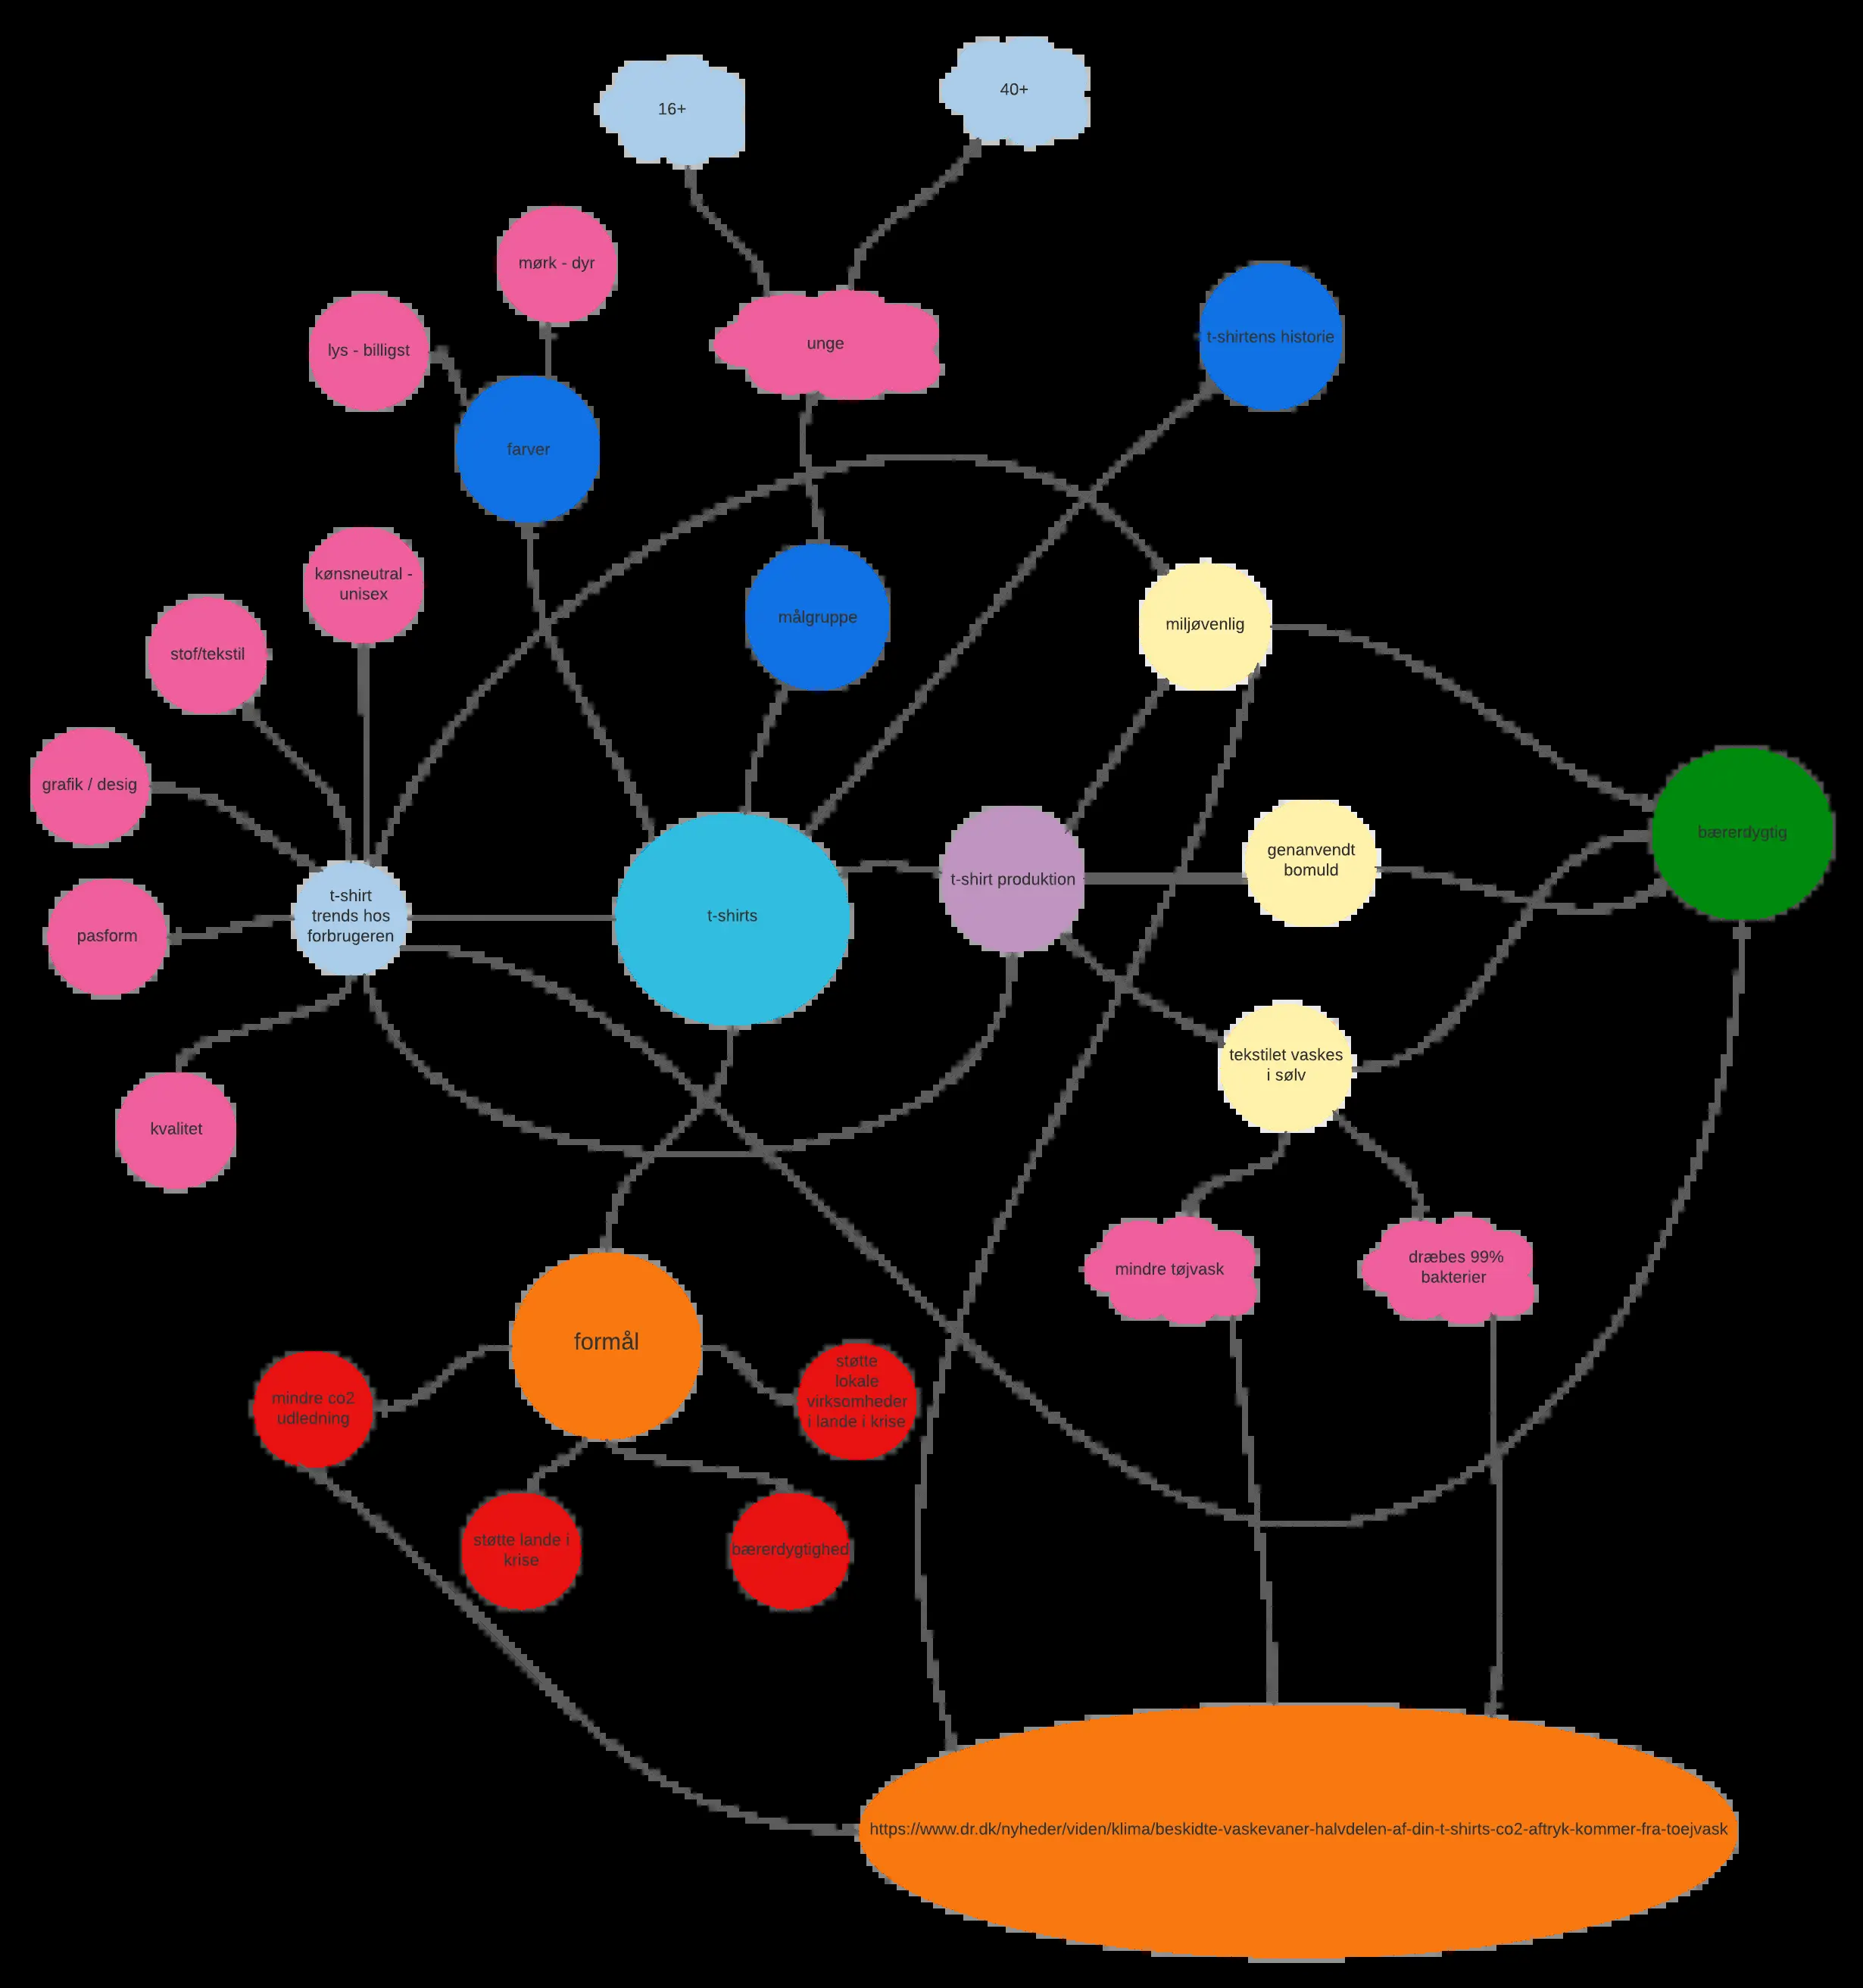 40+
16+
mørk - dyr
t-shirtens historie
unge
lys - billigst
farver
kønsneutral -
unisex
målgruppe
miljøvenlig
stof/tekstil
grafik / desig
bærerdygtig
genanvendt
bomuld
t-shirt produktion
t-shirt
trends hos
forbrugeren
t-shirts
pasform
tekstilet vaskes
i sølv
kvalitet
mindre tøjvask
dræbes 99%
bakterier
formål
støtte
lokale
virksomheder
i lande i krise
mindre co2
udledning
støtte lande i
krise
bærerdygtighed
https://www.dr.dk/nyheder/viden/klima/beskidte-vaskevaner-halvdelen-af-din-t-shirts-co2-aftryk-kommer-fra-toejvask